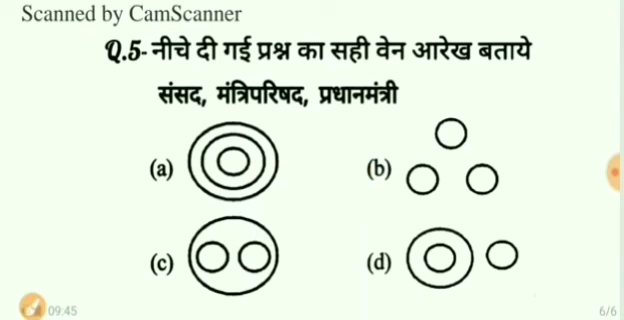 Scanned by CamScanner
Q.5- नीचे दी गई प्रश्न का सही वेन आरेख बताये
संसद, मंत्रिपरिषद, प्रधानमंत्री
(a) (b)
(c) (d)
09:45 6/6